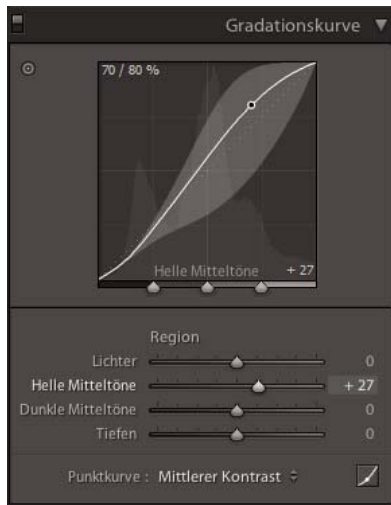 Gradationskurve
70 / 80 %
Helle Mitteltöne + 27
Region
Lichter 0
Helle Mitteltöne + 27
Dunkle Mitteltöne 0
Tiefen 0
Punktkurve : Mittlerer Kontrast